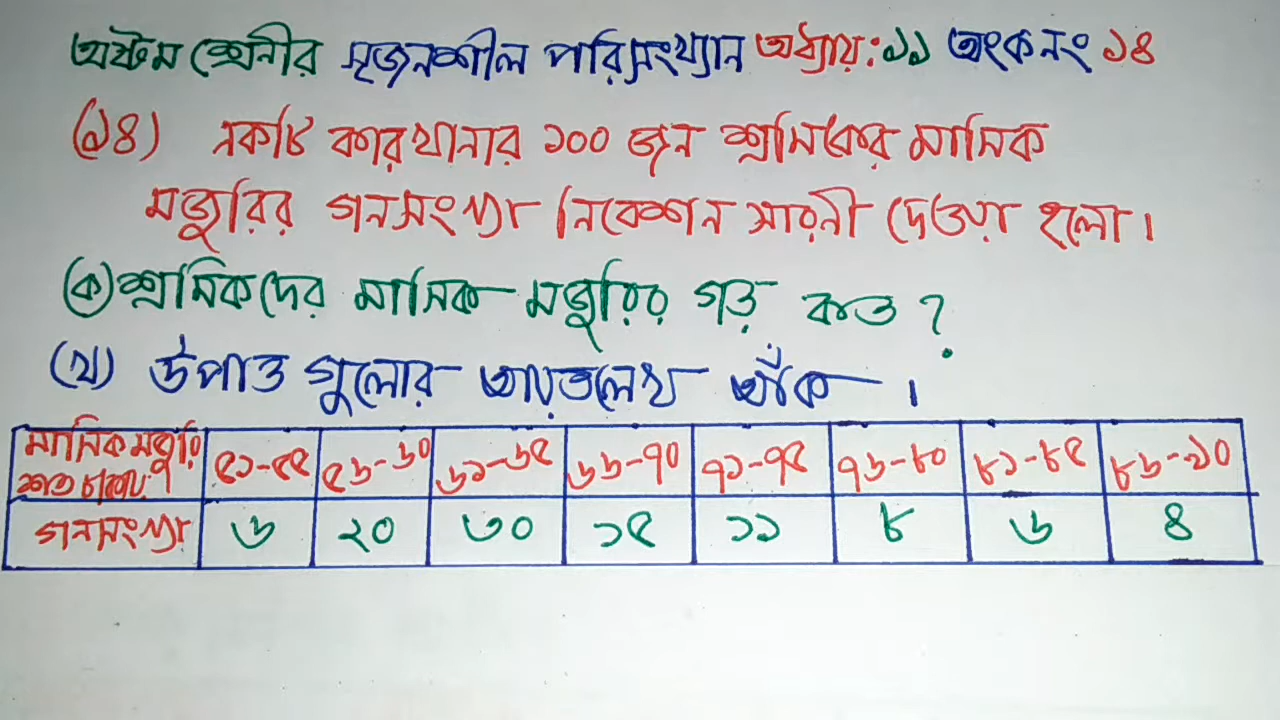 অষ্টম শ্রেনীর সৃজনশীল পরিসংখ্যান অধ্যায়:১১ অংক নং ১৪
(১৪) একটি কারখানার ১০০ জন শ্রমিকের মাসিক
মজুরির গনসংখ্যা নিবেশন সারনী দেওয়া হলো।
(ক) শ্রমিকদের মাসিক মজুরির গড় কত ?
(খ) উপাত্ত গুলোর আয়তলেখ আঁক ।
মাসিক মজুরি শত টাকায় ৫১-৫৫ ৫৬-৬০ ৬১-৬৫ ৬৬-৭০ ৭১-৭৫ ৭৬-৮০ ৮১-৮৫ ৮৬-৯০
গনসংখ্যা ৬ ২০ ৩০ ১৫ ১১ ৮ ৬ ৪